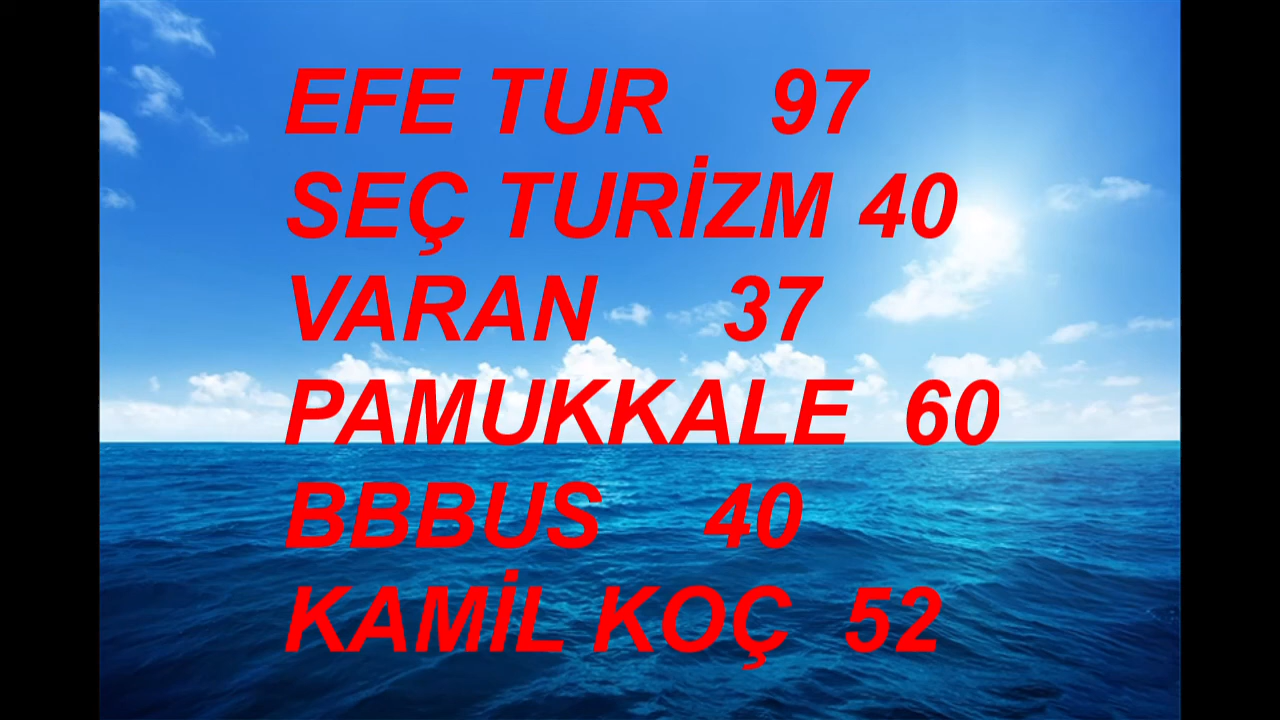 EFE TUR 97
SEÇ TURİZM 40
VARAN 37
PAMUKKALE 60
BBBUS 40
KAMİL KOÇ 52